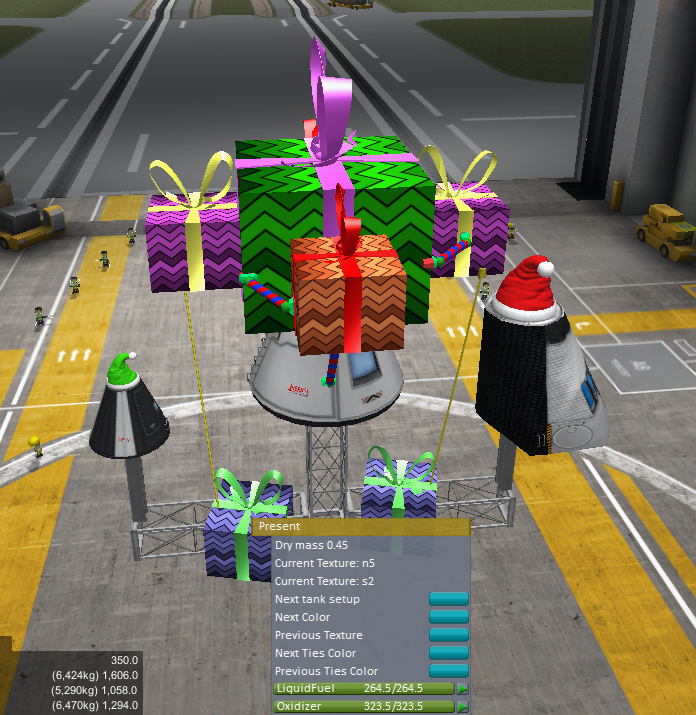 Present
Dry mass 0.45
Current Texture: n5
Current Texture: s2
Next tank setup
Next Color
Previous Texture
Next Ties Color
Previous Ties Color
LiquidFuel 264.5/264.5
Oxidizer 323.5/323.5
350.0
(6,424kg) 1,606.0
(5,290kg) 1,058.0
(6,470kg) 1,294.0